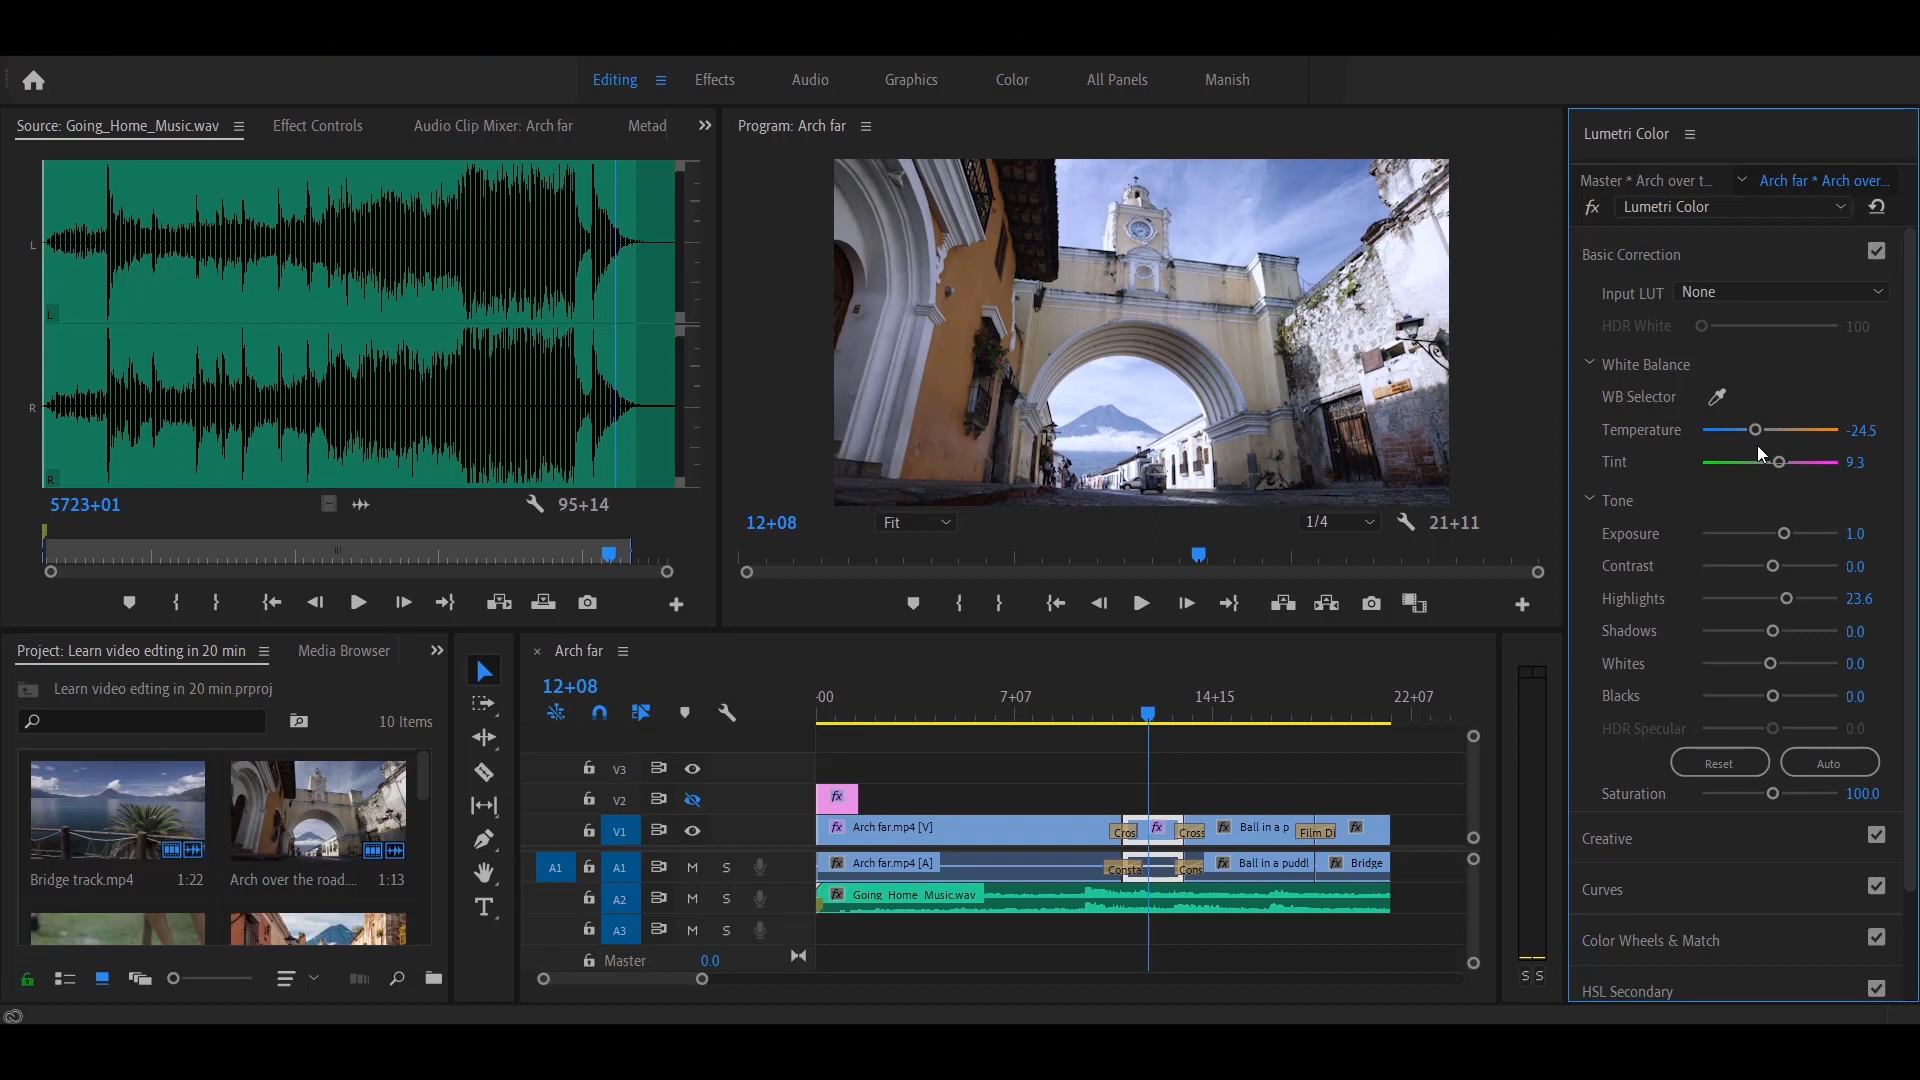 Editing Effects Audio Graphics Color All Panels Manish
Source: Going_Home_Music.wav Effect Controls Audio Clip Mixer: Arch far Metad
Program: Arch far
Lumetri Color
Master * Arch over t... Arch far * Arch over...
fx Lumetri Color
Basic Correction
Input LUT None
HDR White 100
White Balance
WB Selector
Temperature -24.5
Tint 9.3
Tone
Exposure 1.0
Contrast 0.0
Highlights 23.6
Shadows 0.0
Whites 0.0
Blacks 0.0
HDR Specular 0.0
Reset Auto
Saturation 100.0
Creative
Curves
Color Wheels & Match
HSL Secondary
L
L
R
R
5723+01 95+14
12+08 Fit 1/4 21+11
Project: Learn video edting in 20 min Media Browser
Learn video edting in 20 min.prproj
10 Items
Bridge track.mp4 1:22
Arch over the road.... 1:13
Arch far
12+08
:00 7+07 14+15 22+07
V3
V2 fx
V1 fx Arch far.mp4 [V] Cros fx Cross fx Ball in a p Film Di fx
A1 A1 M S fx Arch far.mp4 [A] Consta Cons fx Ball in a puddl fx Bridge
A2 M S fx Going_Home_Music.wav
A3 M S
Master 0.0
S S